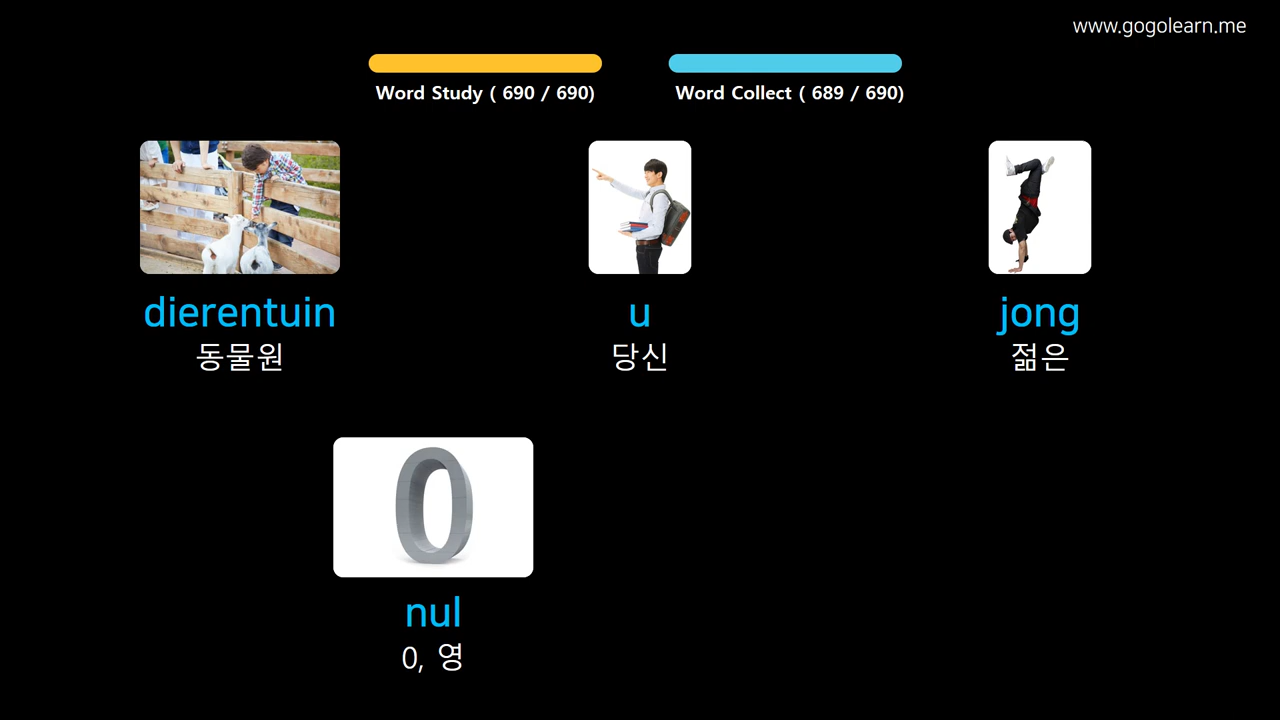 www.gogolearn.me
Word Study ( 690 / 690)
Word Collect ( 689 / 690)
dierentuin
동물원
u
당신
jong
젊은
0
nul
0, 영